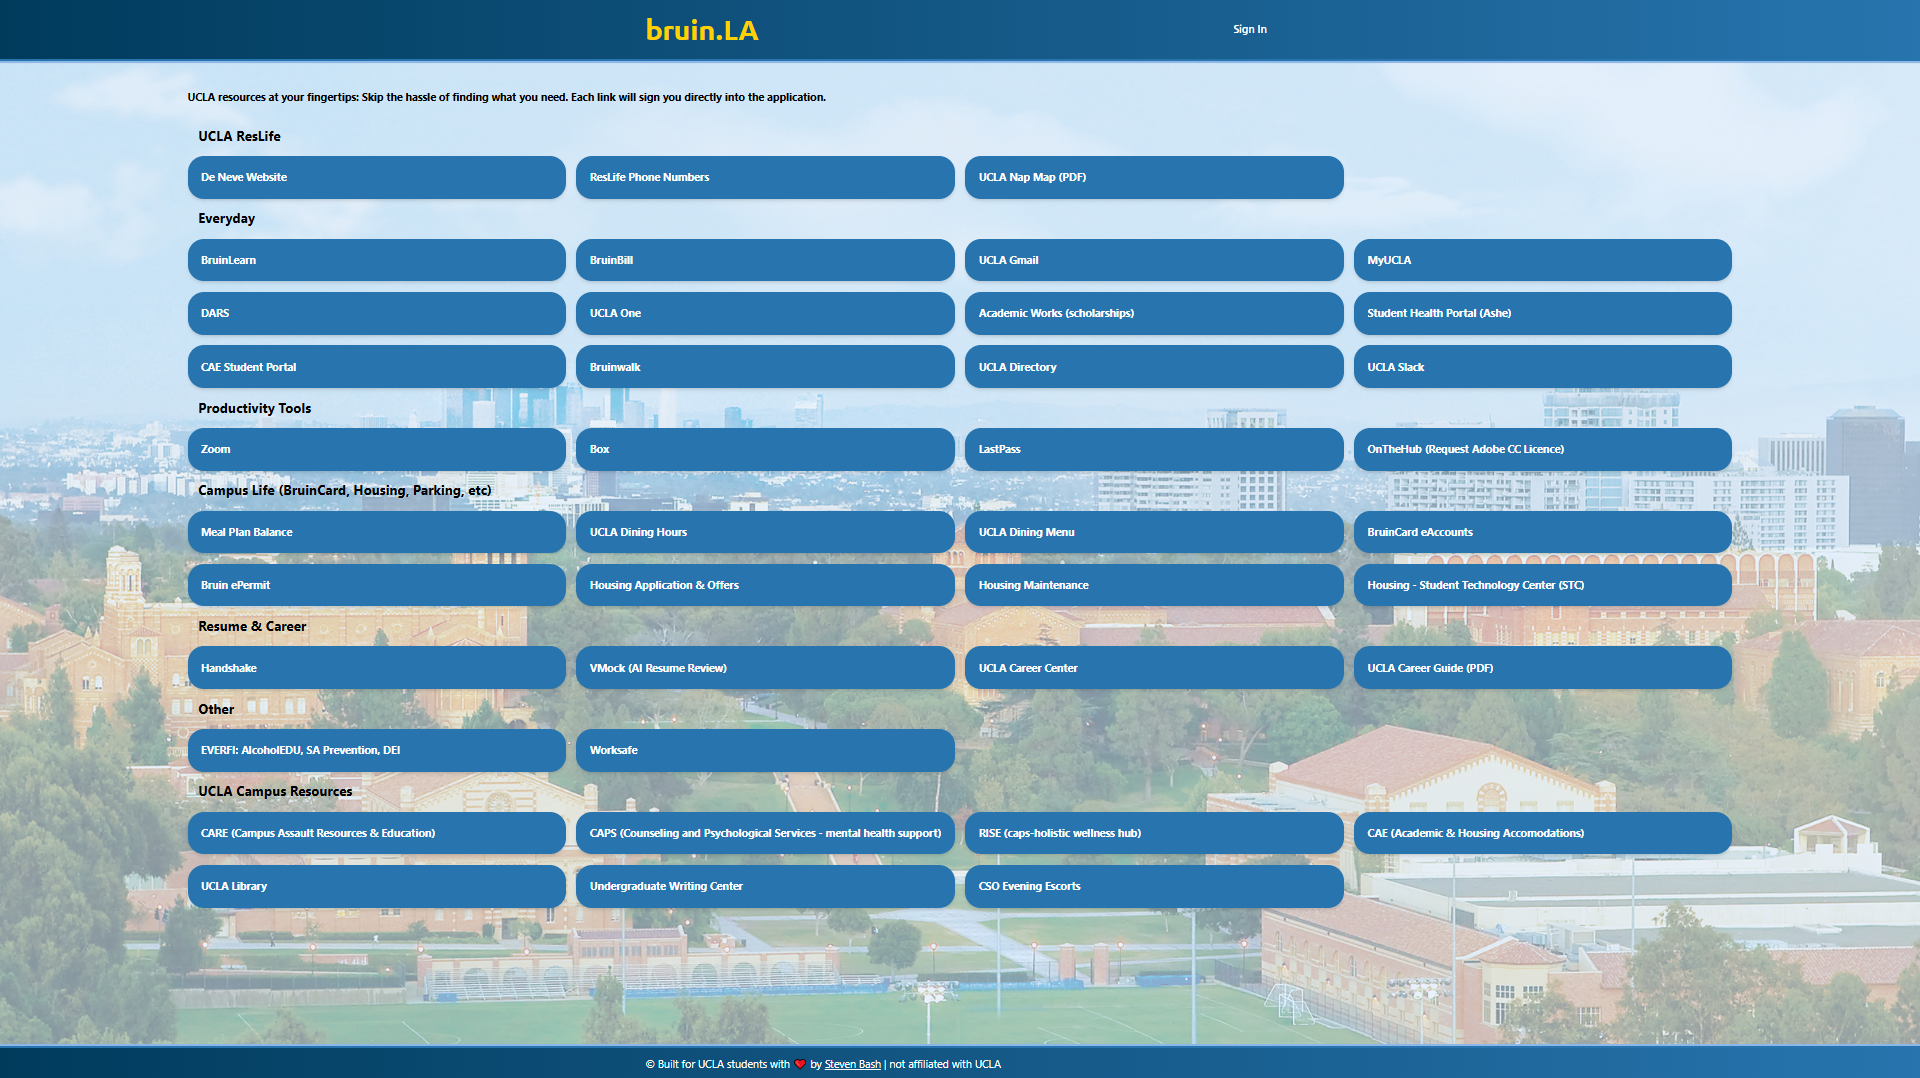 bruin.LA
Sign In
UCLA resources at your fingertips: Skip the hassle of finding what you need. Each link will sign you directly into the application.
UCLA ResLife
De Neve Website
ResLife Phone Numbers
UCLA Nap Map (PDF)
Everyday
BruinLearn
BruinBill
UCLA Gmail
MyUCLA
DARS
UCLA One
Academic Works (scholarships)
Student Health Portal (Ashe)
CAE Student Portal
Bruinwalk
UCLA Directory
UCLA Slack
Productivity Tools
Zoom
Box
LastPass
OnTheHub (Request Adobe CC Licence)
Campus Life (BruinCard, Housing, Parking, etc)
Meal Plan Balance
UCLA Dining Hours
UCLA Dining Menu
BruinCard eAccounts
Bruin ePermit
Housing Application & Offers
Housing Maintenance
Housing - Student Technology Center (STC)
Resume & Career
Handshake
VMock (AI Resume Review)
UCLA Career Center
UCLA Career Guide (PDF)
Other
EVERFI: AlcoholEDU, SA Prevention, DEI
Worksafe
UCLA Campus Resources
CARE (Campus Assault Resources & Education)
CAPS (Counseling and Psychological Services - mental health support)
RISE (caps-holistic wellness hub)
CAE (Academic & Housing Accomodations)
UCLA Library
Undergraduate Writing Center
CSO Evening Escorts
© Built for UCLA students with ❤️ by Steven Bash | not affiliated with UCLA